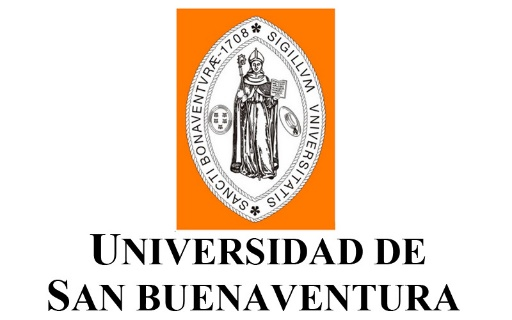 SIGILLVM VNIVERSITATIS
SANCTI BONAVENTVRÆ-1708
UNIVERSIDAD DE
SAN BUENAVENTURA